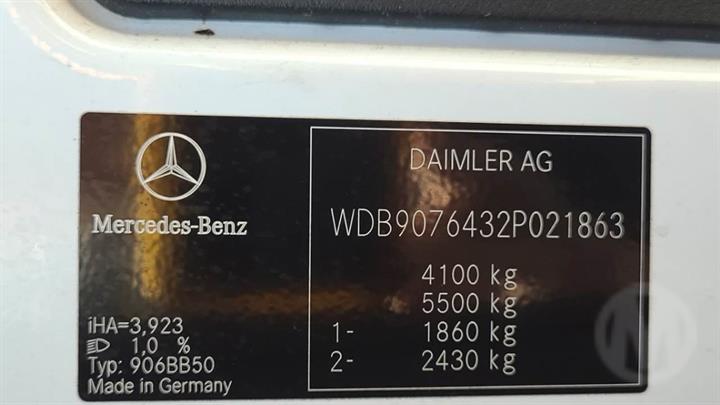 Mercedes-Benz
iHA=3,923
1,0 %
Typ: 906BB50
Made in Germany
DAIMLER AG
WDB9076432P021863
4100 kg
5500 kg
1- 1860 kg
2- 2430 kg
M